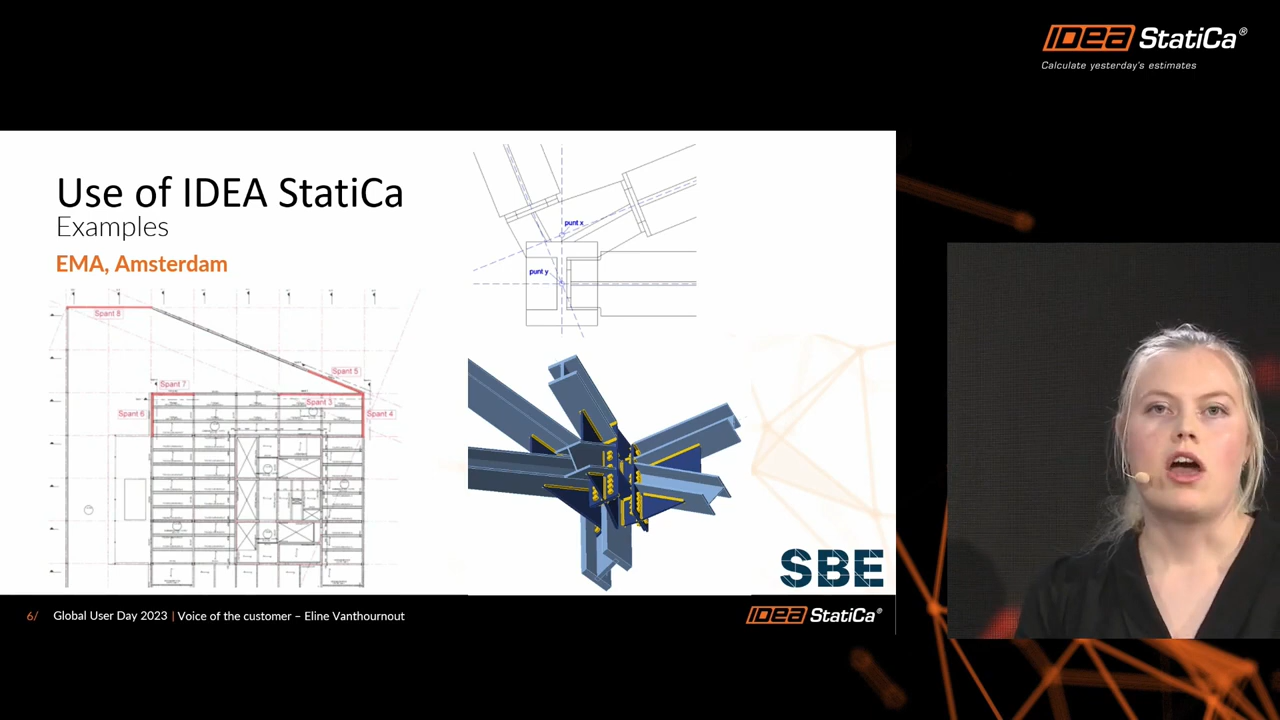 IDEA StatiCa®
Calculate yesterday's estimates
Use of IDEA StatiCa
Examples
EMA, Amsterdam
punt x
punt y
Spant 8
Spant 5
Spant 7
Spant 3
Spant 6
Spant 4
SBE
6/ Global User Day 2023 | Voice of the customer – Eline Vanthournout
IDEA StatiCa®